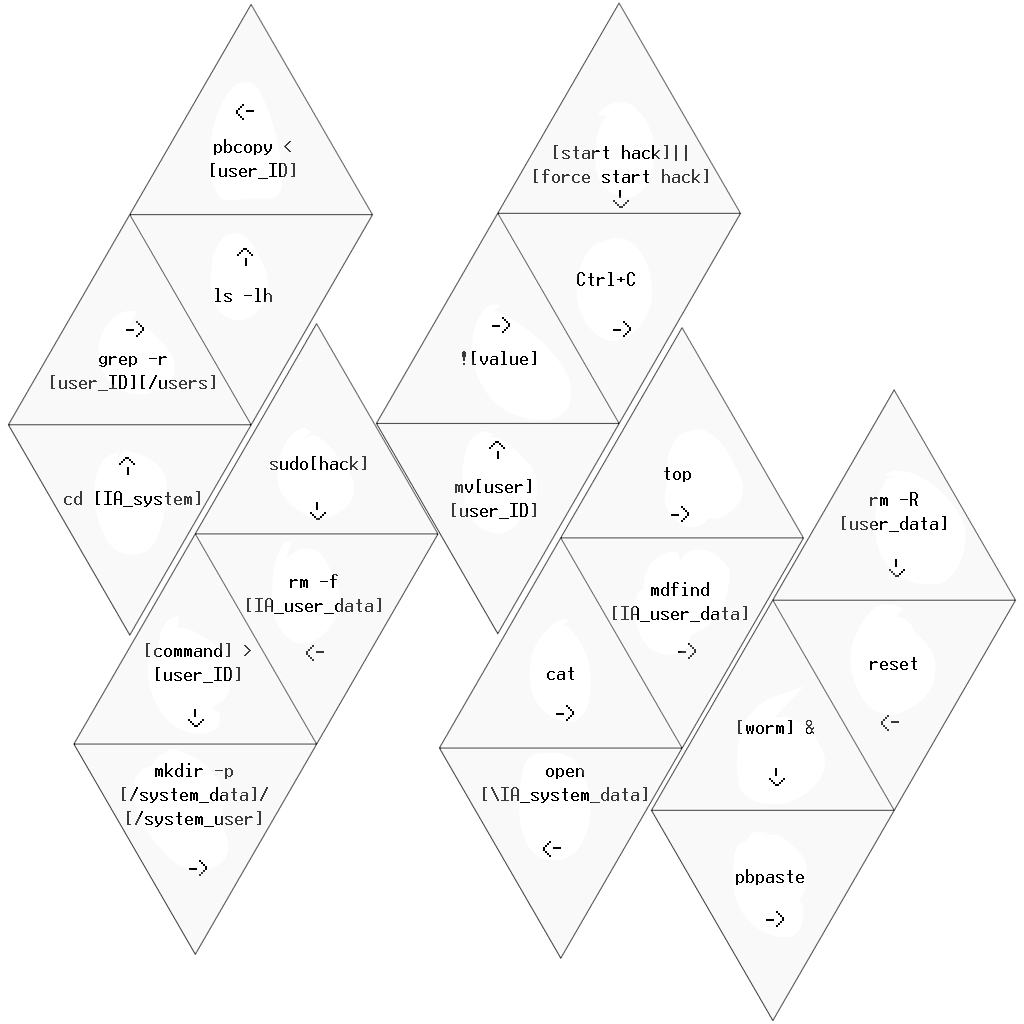 <-
pbcopy <
[user_ID]
^
ls -lh
->
grep -r
[user_ID][/users]
^
cd [IA_system]
sudo[hack]
↓
rm -f
[IA_user_data]
<-
[command] >
[user_ID]
↓
mkdir -p
[/system_data]/
[/system_user]
->
[start hack]||
[force start hack]
↓
Ctrl+C
->
->
![value]
↑
mv[user]
[user_ID]
top
->
mdfind
[IA_user_data]
->
cat
->
open
[\IA_system_data]
<-
rm -R
[user_data]
↓
reset
<-
[worm] &
↓
pbpaste
->